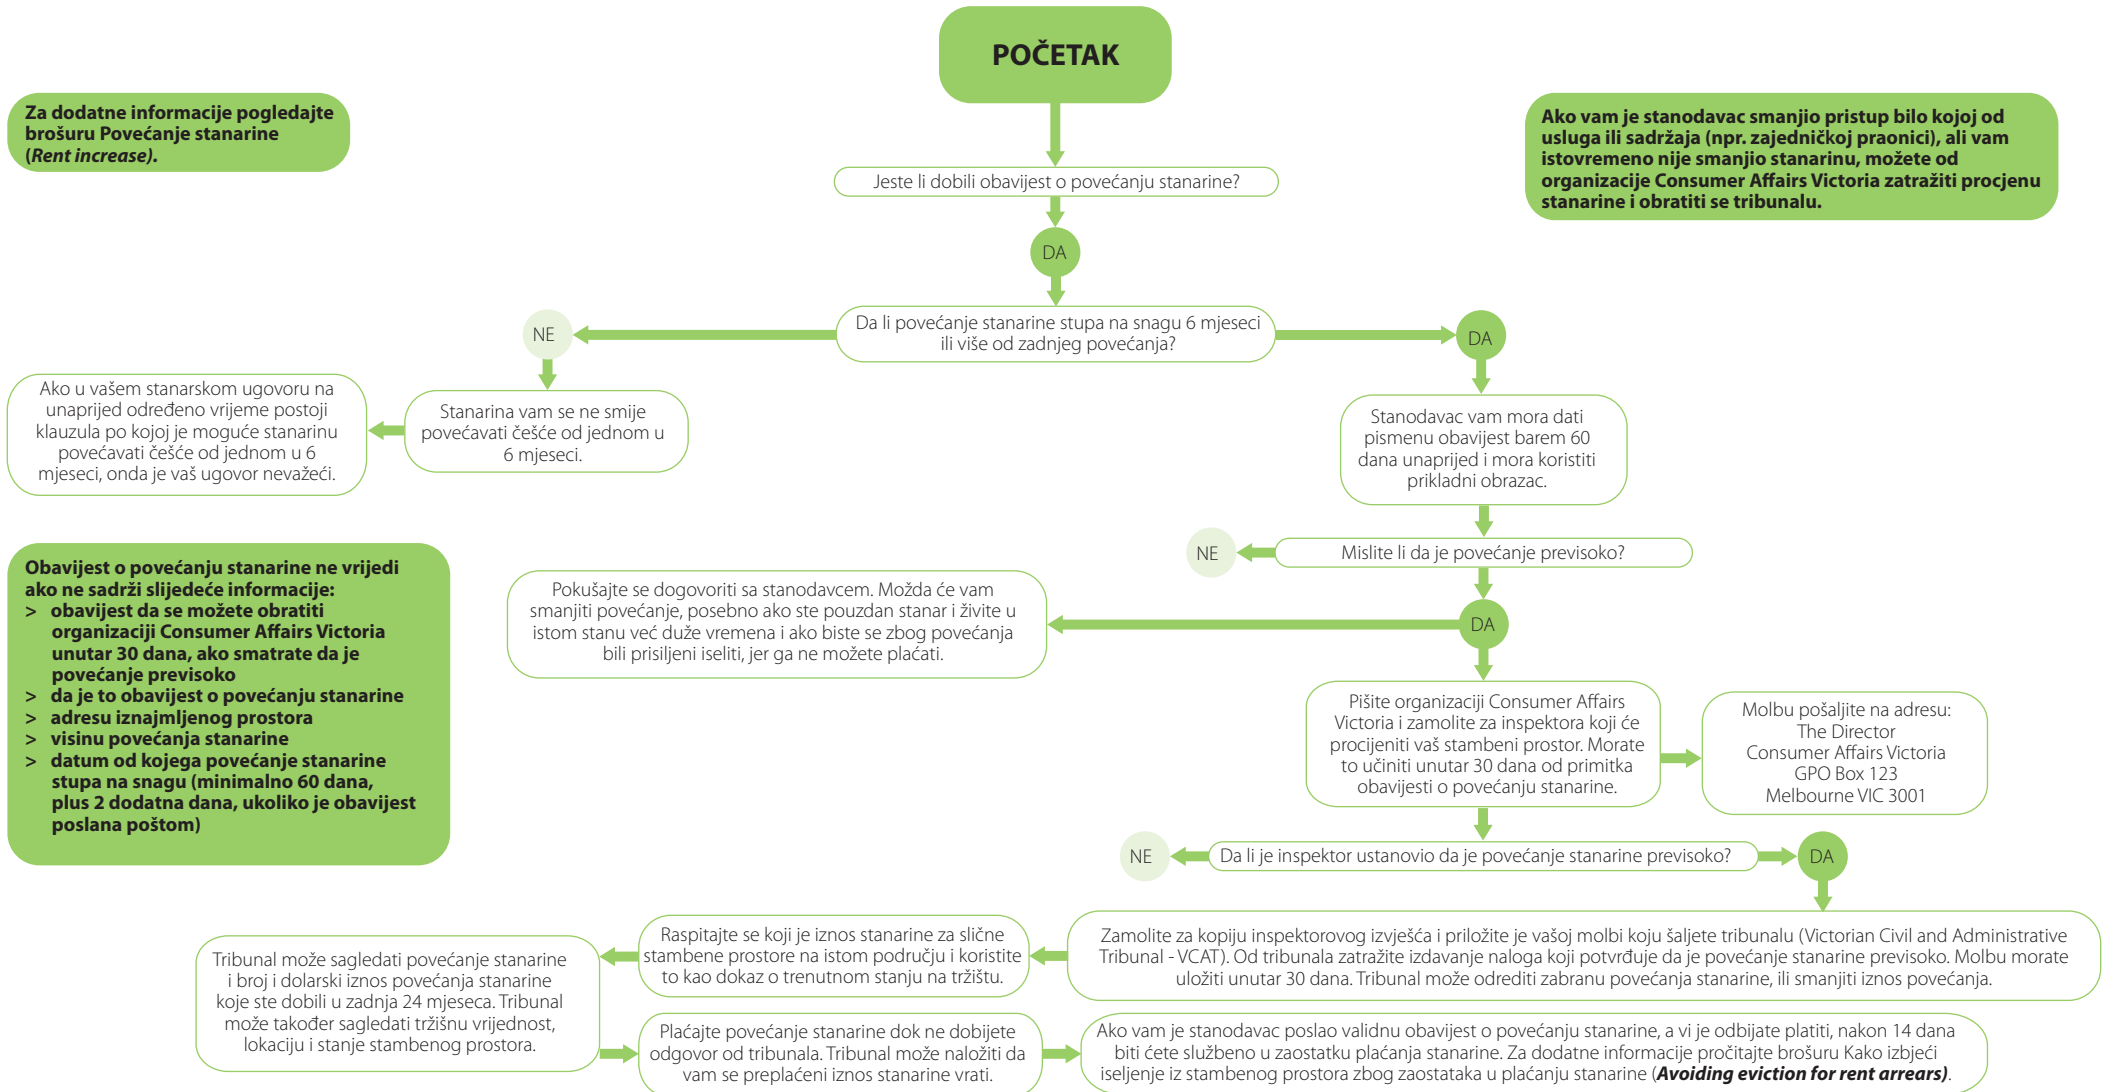 POČETAK
Za dodatne informacije pogledajte
brošuru Povećanje stanarine
(Rent increase).
Ako vam je stanodavac smanjio pristup bilo kojoj od
usluga ili sadržaja (npr. zajedničkoj praonici), ali vam
istovremeno nije smanjio stanarinu, možete od
organizacije Consumer Affairs Victoria zatražiti procjenu
stanarine i obratiti se tribunalu.
Jeste li dobili obavijest o povećanju stanarine?
DA
Da li povećanje stanarine stupa na snagu 6 mjeseci
ili više od zadnjeg povećanja?
NE
DA
Stanarina vam se ne smije
povećavati češće od jednom u
6 mjeseci.
Ako u vašem stanarskom ugovoru na
unaprijed određeno vrijeme postoji
klauzula po kojoj je moguće stanarinu
povećavati češće od jednom u 6
mjeseci, onda je vaš ugovor nevažeći.
Stanodavac vam mora dati
pismenu obavijest barem 60
dana unaprijed i mora koristiti
prikladni obrazac.
Obavijest o povećanju stanarine ne vrijedi
ako ne sadrži slijedeće informacije:
> obavijest da se možete obratiti
organizaciji Consumer Affairs Victoria
unutar 30 dana, ako smatrate da je
povećanje previsoko
> da je to obavijest o povećanju stanarine
> adresu iznajmljenog prostora
> visinu povećanja stanarine
> datum od kojega povećanje stanarine
stupa na snagu (minimalno 60 dana,
plus 2 dodatna dana, ukoliko je obavijest
poslana poštom)
Mislite li da je povećanje previsoko?
NE
DA
Pokušajte se dogovoriti sa stanodavcem. Možda će vam
smanjiti povećanje, posebno ako ste pouzdan stanar i živite u
istom stanu već duže vremena i ako biste se zbog povećanja
bili prisiljeni iseliti, jer ga ne možete plaćati.
Pišite organizaciji Consumer Affairs
Victoria i zamolite za inspektora koji će
procijeniti vaš stambeni prostor. Morate
to učiniti unutar 30 dana od primitka
obavijesti o povećanju stanarine.
Molbu pošaljite na adresu:
The Director
Consumer Affairs Victoria
GPO Box 123
Melbourne VIC 3001
Da li je inspektor ustanovio da je povećanje stanarine previsoko?
NE
DA
Zamolite za kopiju inspektorovog izvješća i priložite je vašoj molbi koju šaljete tribunalu (Victorian Civil and Administrative
Tribunal - VCAT). Od tribunala zatražite izdavanje naloga koji potvrđuje da je povećanje stanarine previsoko. Molbu morate
uložiti unutar 30 dana. Tribunal može odrediti zabranu povećanja stanarine, ili smanjiti iznos povećanja.
Raspitajte se koji je iznos stanarine za slične
stambene prostore na istom području i koristite
to kao dokaz o trenutnom stanju na tržištu.
Tribunal može sagledati povećanje stanarine
i broj i dolarski iznos povećanja stanarine
koje ste dobili u zadnja 24 mjeseca. Tribunal
može također sagledati tržišnu vrijednost,
lokaciju i stanje stambenog prostora.
Plaćajte povećanje stanarine dok ne dobijete
odgovor od tribunala. Tribunal može naložiti da
vam se preplaćeni iznos stanarine vrati.
Ako vam je stanodavac poslao validnu obavijest o povećanju stanarine, a vi je odbijate platiti, nakon 14 dana
biti ćete službeno u zaostatku plaćanja stanarine. Za dodatne informacije pročitajte brošuru Kako izbjeći
iseljenje iz stambenog prostora zbog zaostataka u plaćanju stanarine (Avoiding eviction for rent arrears).